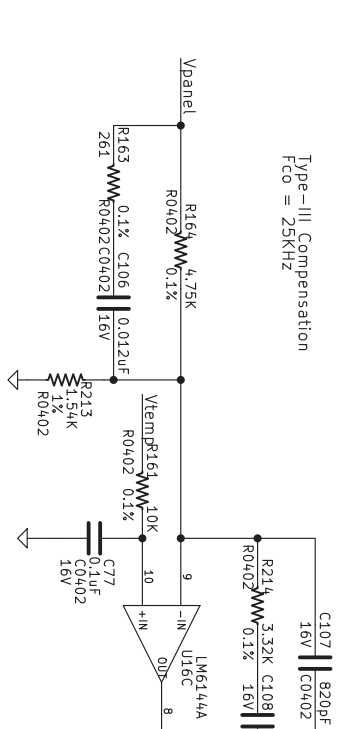 Type-III Compensation
Fco = 25KHz
Vpanel
R163
261
0.1%
R0402
C106
C0402
0.012uF
16V
R164
R0402
4.75K
0.1%
R213
1.54K
1%
R0402
Vtemp
R161
R0402
10K
0.1%
C77
0.1uF
C0402
16V
10
9
+IN
-IN
OUT
8
LM6144A
U16C
R214
R0402
3.32K
0.1%
C108
16V
C107
16V
820pF
C0402